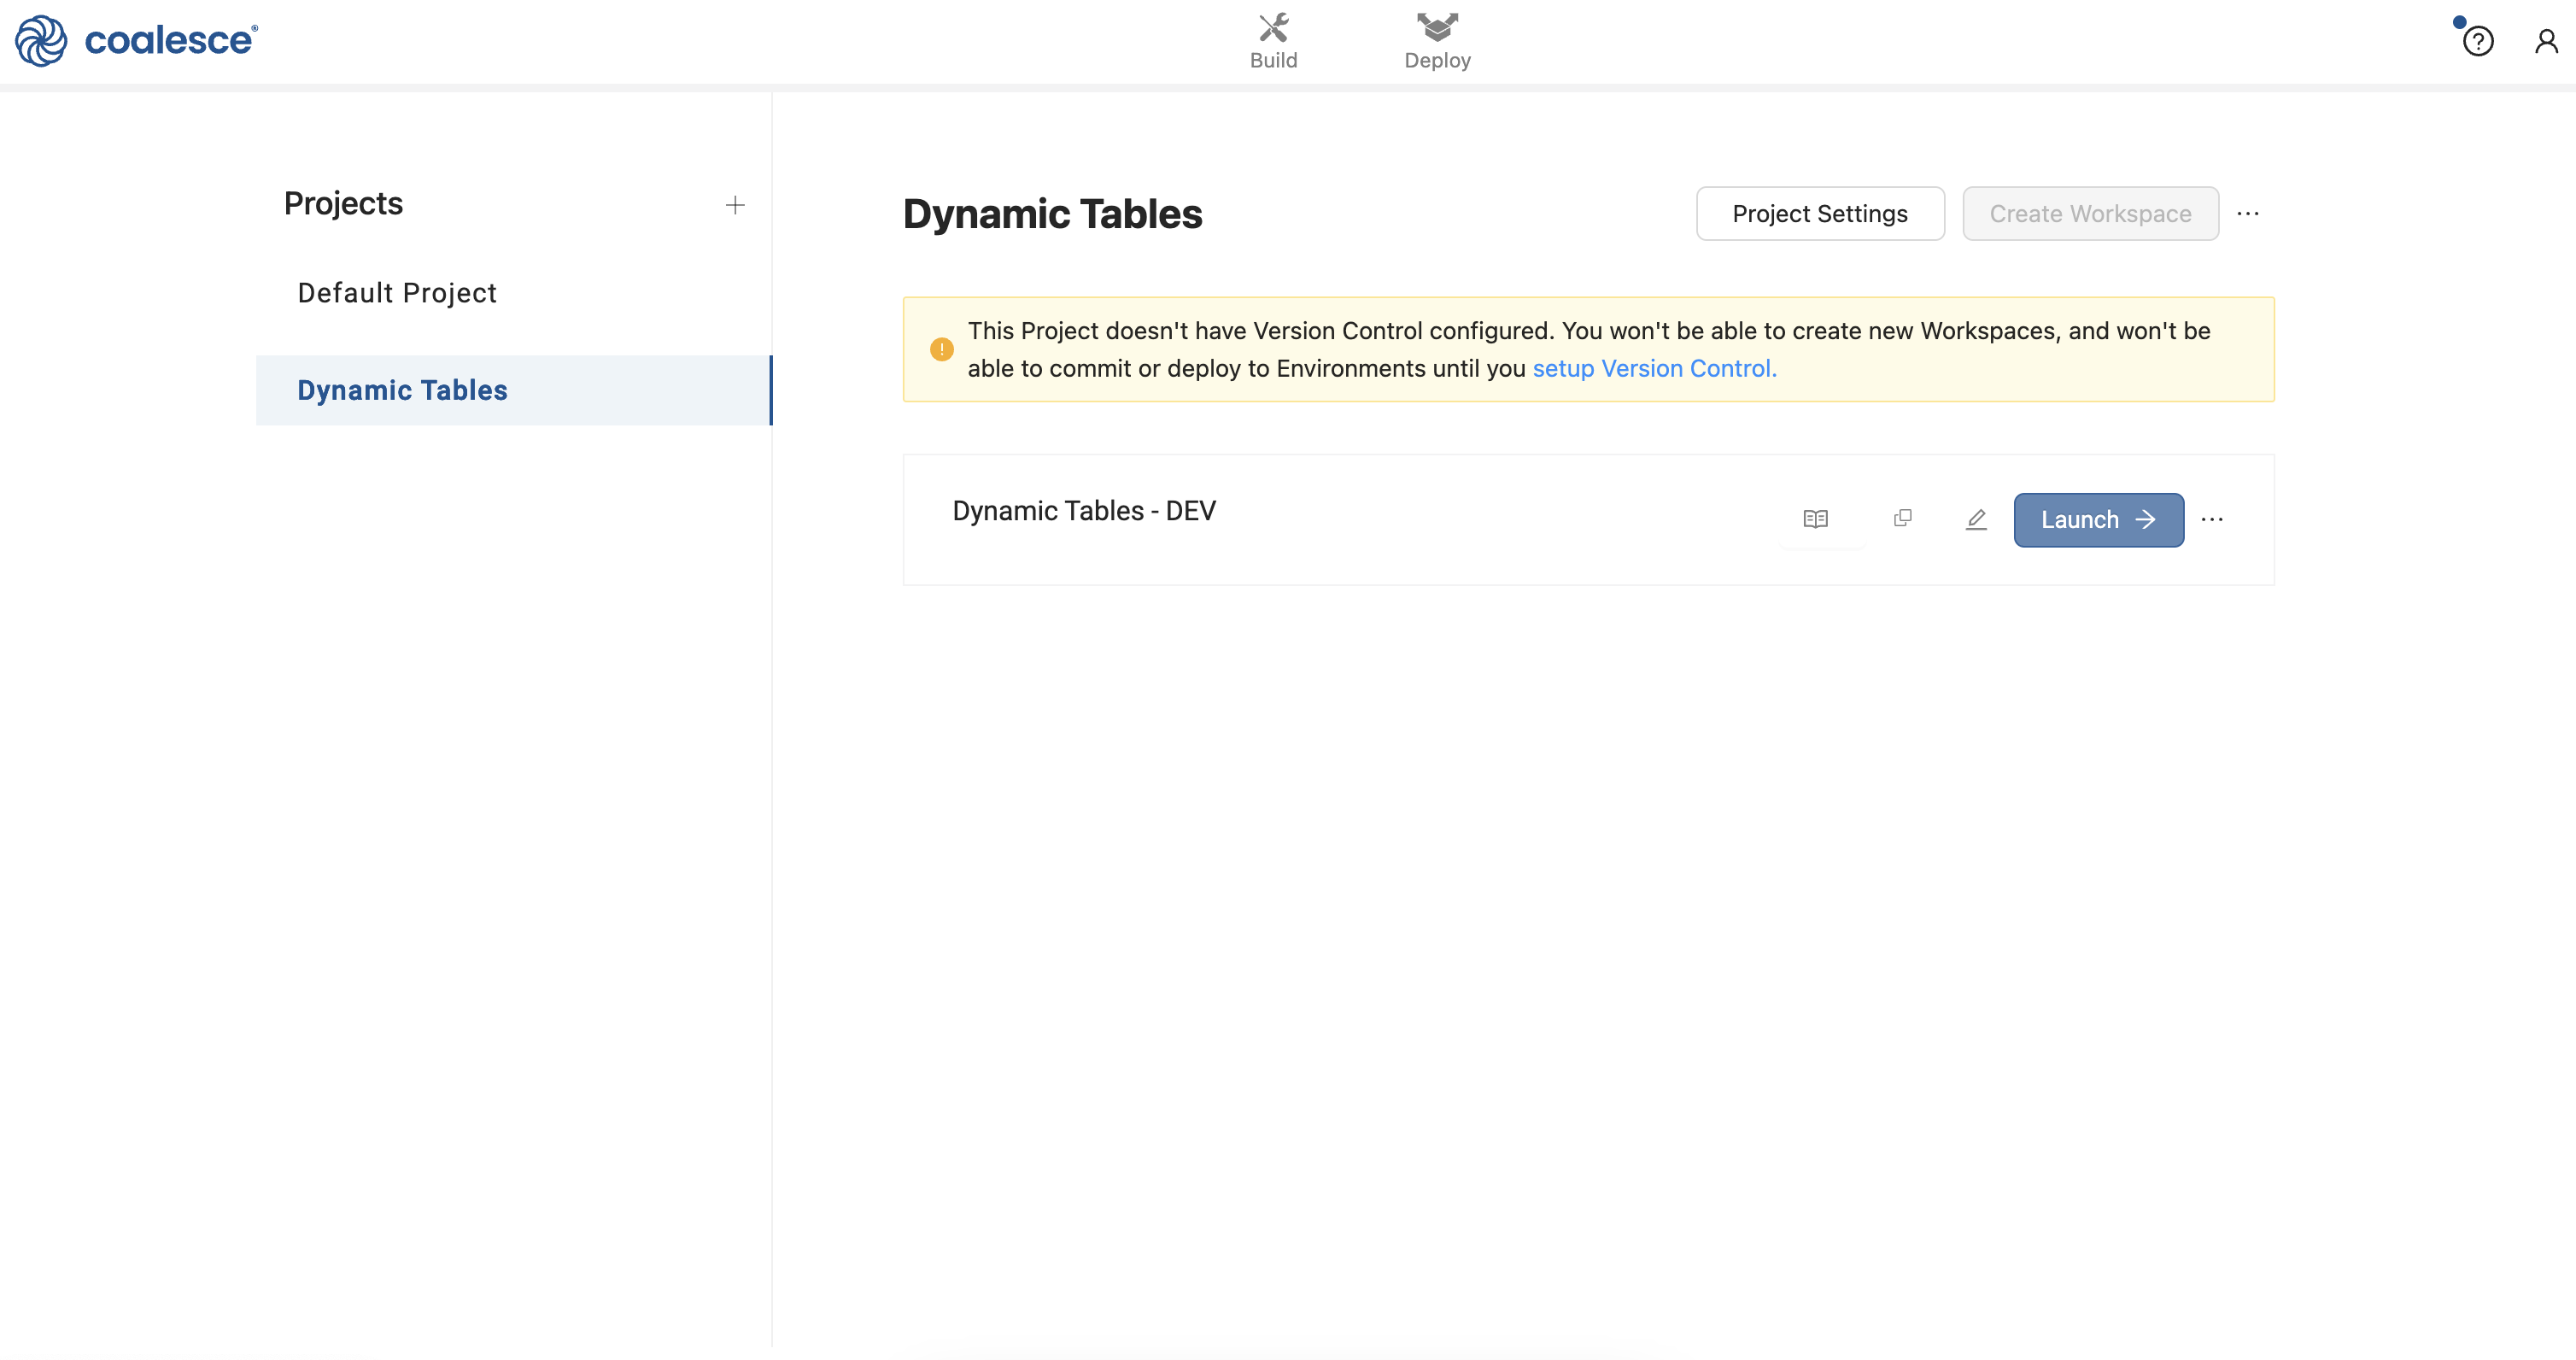 coalesce®
Build
Deploy
Projects
Default Project
Dynamic Tables
Dynamic Tables
Project Settings
Create Workspace
This Project doesn't have Version Control configured. You won't be able to create new Workspaces, and won't be
able to commit or deploy to Environments until you setup Version Control.
Dynamic Tables - DEV
Launch